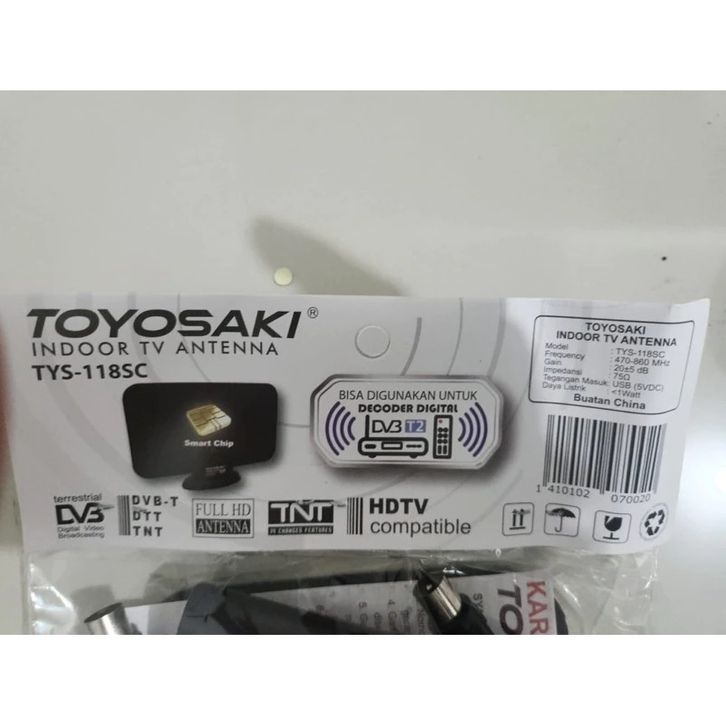 TOYOSAKI®
INDOOR TV ANTENNA
TYS-118SC
Smart Chip
TOYOSAKI
BISA DIGUNAKAN UNTUK
DECODER DIGITAL
DVB T2
terrestrial
DVB
Digital Video
Broadcasting
DVB-T
DTT
TNT
FULL HD
ANTENNA
TNT
HDTV
compatible
TOYOSAKI
INDOOR TV ANTENNA
Model : TYS-118SC
Frequency : 470-860 MHz
Gain : 20±5 dB
Impedansi : 75Ω
Tegangan Masuk: USB (5VDC)
Daya Listrik : <1Watt
Buatan China
1 410102 070020
KAR
TO